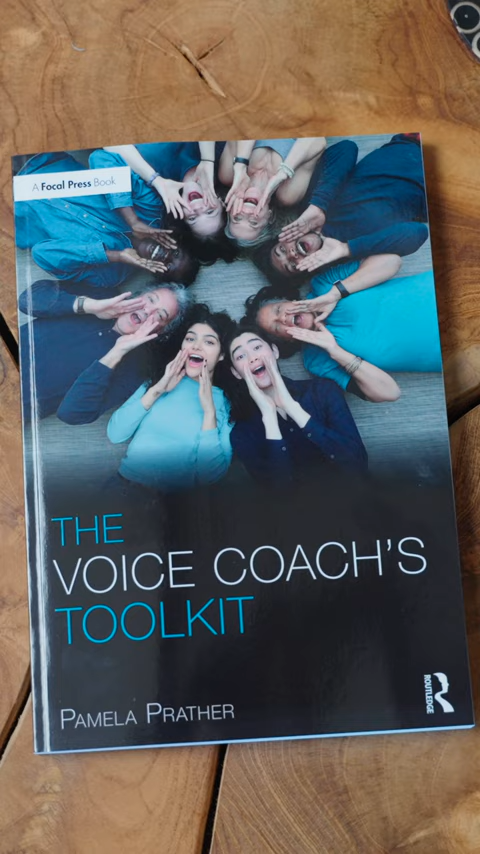 A Focal Press Book
THE
VOICE COACH'S
TOOLKIT
PAMELA PRATHER
ROUTLEDGE